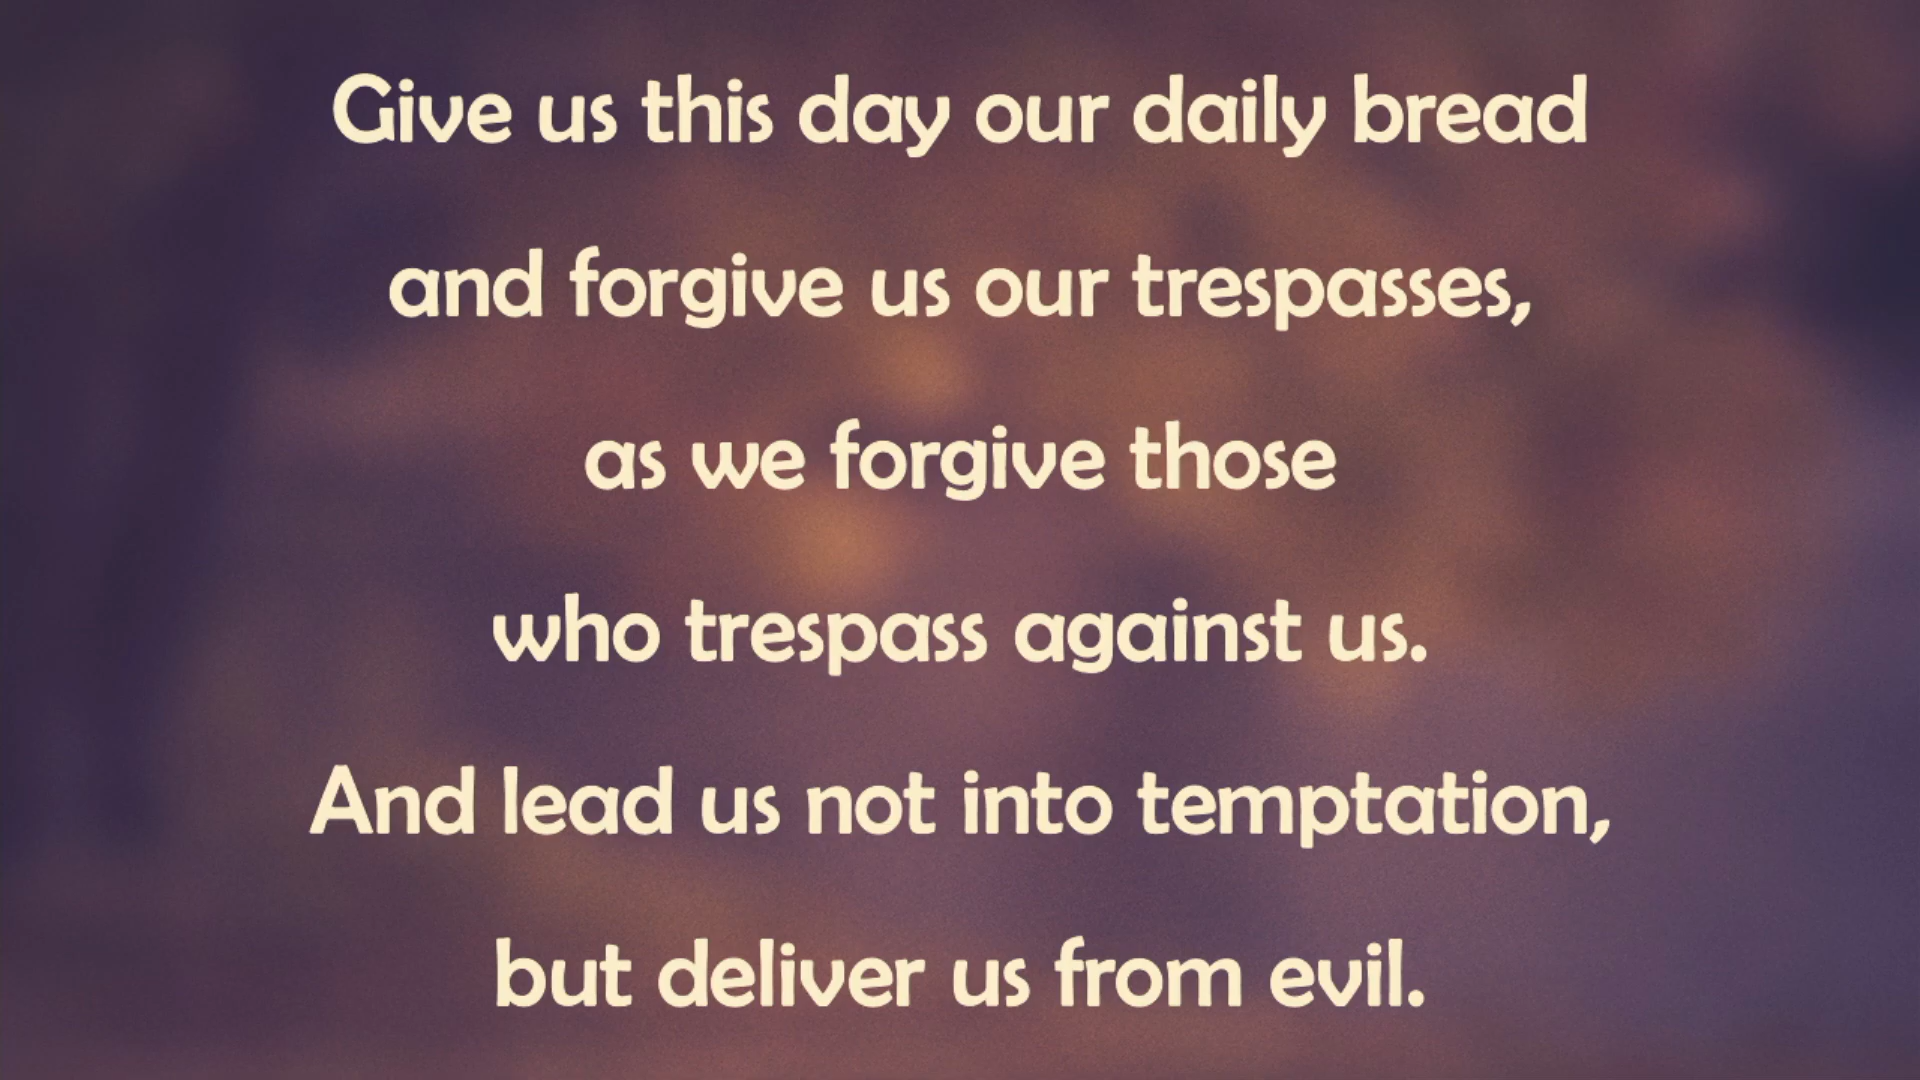 Give us this day our daily bread
and forgive us our trespasses,
as we forgive those
who trespass against us.
And lead us not into temptation,
but deliver us from evil.